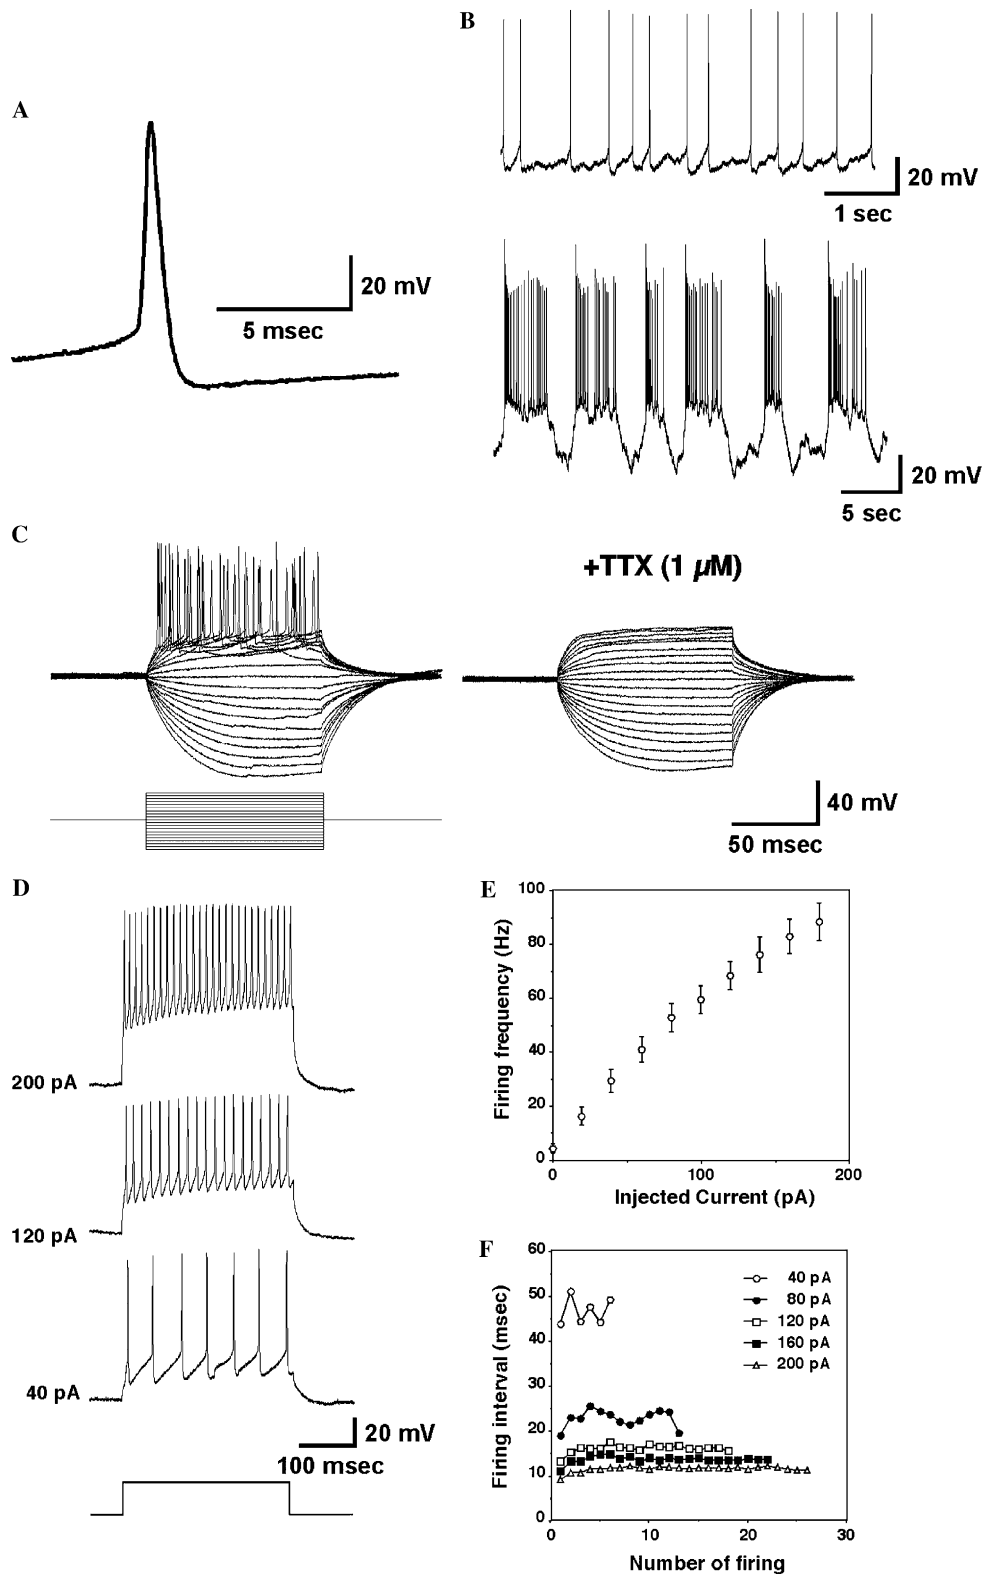 A
20 mV
5 msec
B
20 mV
1 sec
20 mV
5 sec
C
+TTX (1 µM)
40 mV
50 msec
D
200 pA
120 pA
40 pA
20 mV
100 msec
E
Firing frequency (Hz)
100
80
60
40
20
0
0 100 200
Injected Current (pA)
F
Firing interval (msec)
60
50
40
30
20
10
0
40 pA
80 pA
120 pA
160 pA
200 pA
0 10 20 30
Number of firing